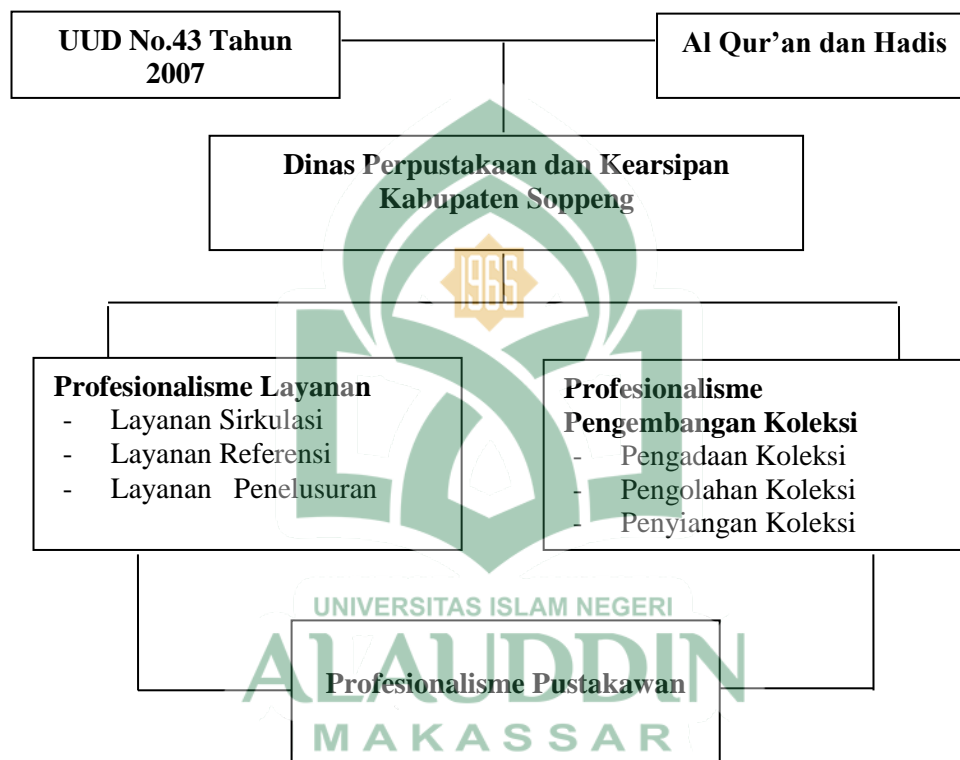 UUD No.43 Tahun
2007
Al Qur’an dan Hadis
Dinas Perpustakaan dan Kearsipan
Kabupaten Soppeng
1965
Profesionalisme Layanan
- Layanan Sirkulasi
- Layanan Referensi
- Layanan Penelusuran
Profesionalisme
Pengembangan Koleksi
- Pengadaan Koleksi
- Pengolahan Koleksi
- Penyiangan Koleksi
UNIVERSITAS ISLAM NEGERI
ALAUDDIN
Profesionalisme Pustakawan
MAKASSAR